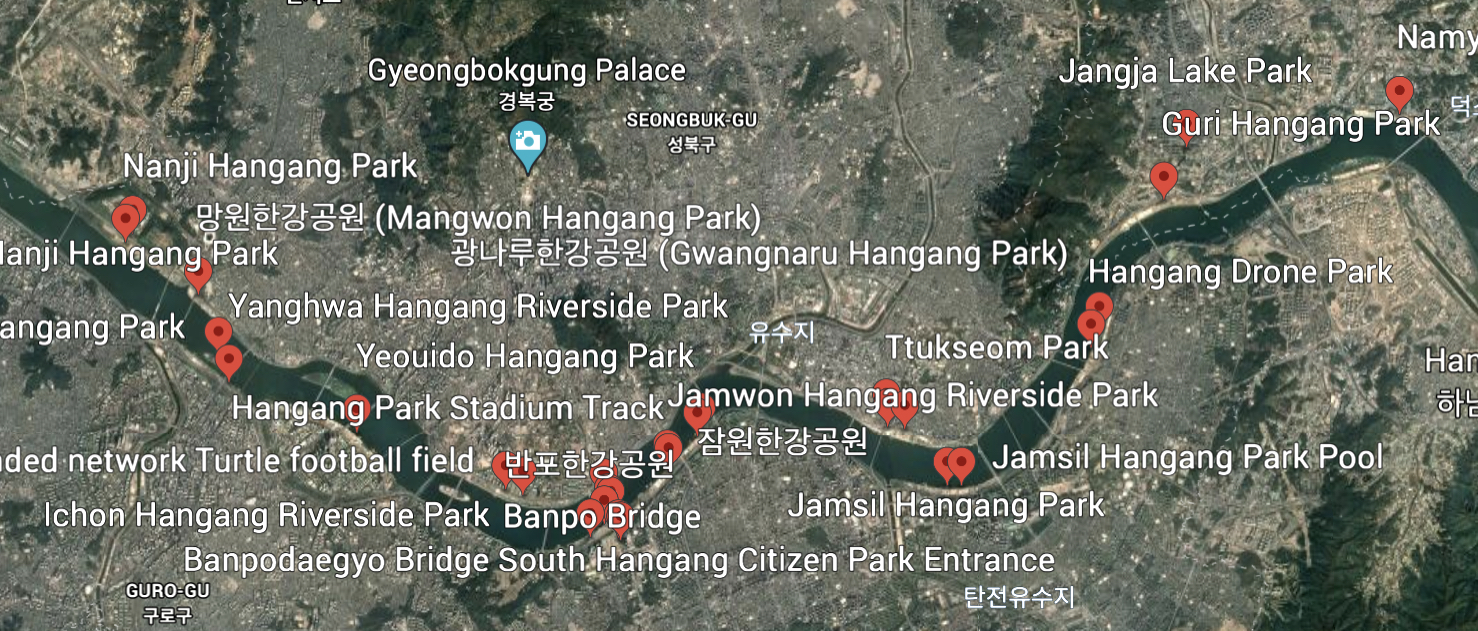 Namy
Gyeongbokgung Palace
경복궁
Jangja Lake Park
SEONGBUK-GU
성북구
Guri Hangang Park
Nanji Hangang Park
망원한강공원 (Mangwon Hangang Park)
광나루한강공원 (Gwangnaru Hangang Park)
Nanji Hangang Park
Hangang Drone Park
Yanghwa Hangang Riverside Park
angang Park
유수지
Ttukseom Park
Yeouido Hangang Park
Han
하남
Jamwon Hangang Riverside Park
Hangang Park Stadium Track
잠원한강공원
반포한강공원
ded network Turtle football field
Jamsil Hangang Park Pool
Jamsil Hangang Park
Ichon Hangang Riverside Park
Banpo Bridge
Banpodaegyo Bridge South Hangang Citizen Park Entrance
GURO-GU
구로구
탄전유수지